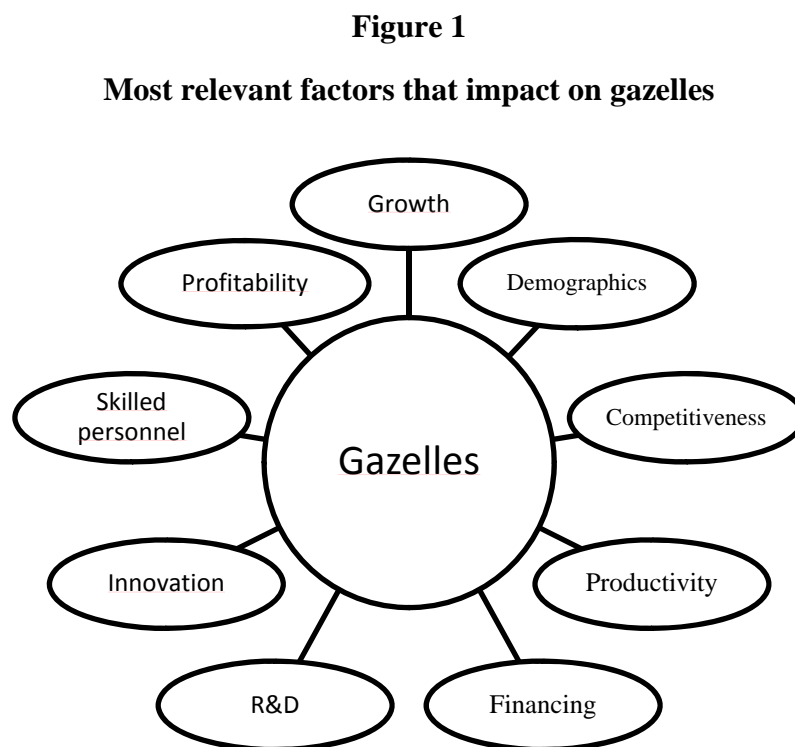 Figure 1
Most relevant factors that impact on gazelles
Growth
Profitability
Demographics
Skilled
personnel
Competitiveness
Gazelles
Innovation
Productivity
R&D
Financing